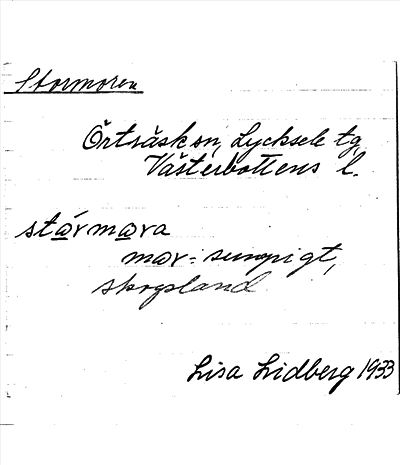 Stormoren
Örträsk sn, Lycksele tg,
Västerbottens l.
stårmara
mar = sumpigt,
skogsland
Lisa Lidberg 1933